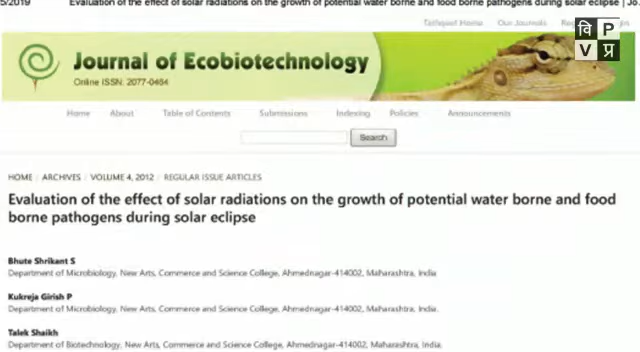 5/2019 Evaluation of the effect of solar radiations on the growth of potential water borne and food borne pathogens during solar eclipse | Jo
Our Journals
वि P
V प्र
Journal of Ecobiotechnology
Online ISSN: 2077-0464
Home About Table of Contents Submissions Indexing Policies Announcements
Search
HOME / ARCHIVES / VOLUME 4, 2012 / REGULAR ISSUE ARTICLES
Evaluation of the effect of solar radiations on the growth of potential water borne and food
borne pathogens during solar eclipse
Bhute Shrikant S
Department of Microbiology, New Arts, Commerce and Science College, Ahmednagar-414002, Maharashtra, India
Kukreja Girish P
Department of Microbiology, New Arts, Commerce and Science College, Ahmednagar-414002, Maharashtra, India.
Talek Shaikh
Department of Biotechnology, New Arts, Commerce and Science College, Ahmednagar-414002, Maharashtra, India.